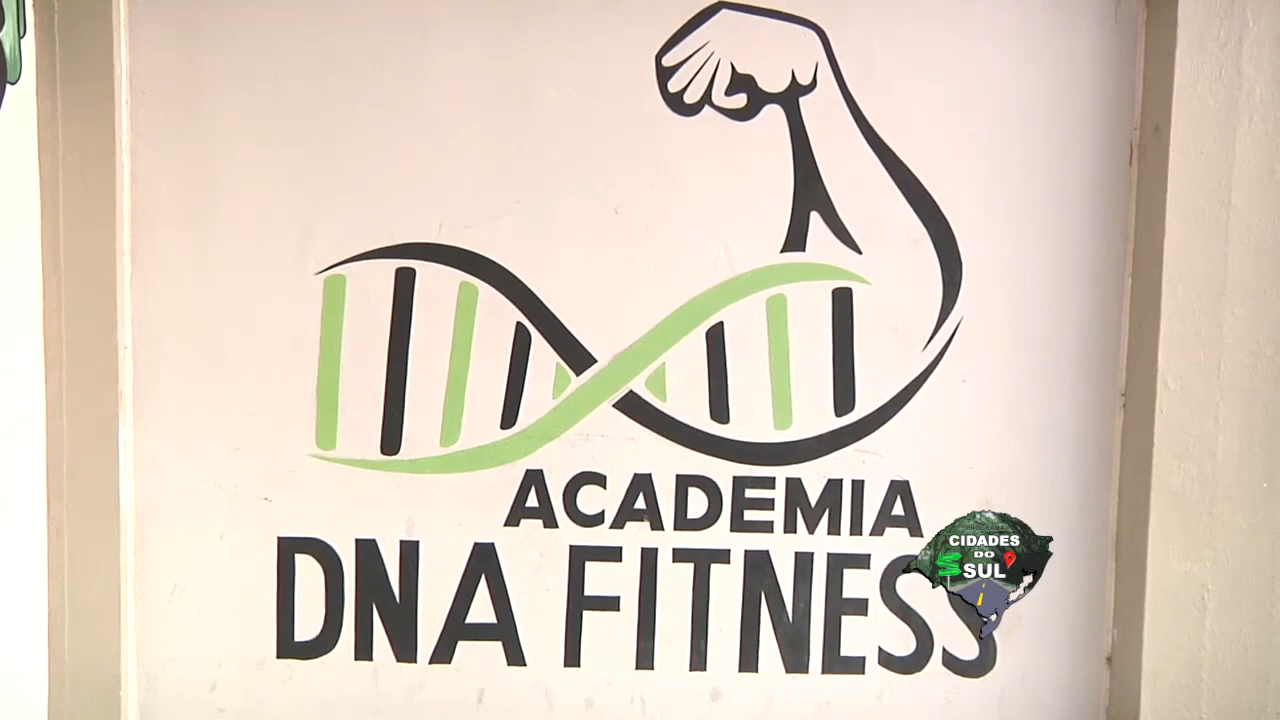 ACADEMIA
DNA FITNESS
PROGRAMA
CIDADES
DO
SUL